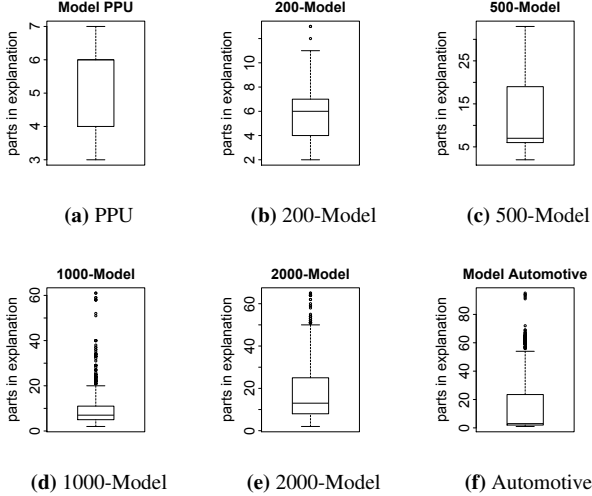 Model PPU
parts in explanation
3 4 5 6 7
(a) PPU
200-Model
parts in explanation
2 4 6 8 10 13
(b) 200-Model
500-Model
parts in explanation
5 15 25
(c) 500-Model
1000-Model
parts in explanation
0 20 40 60
(d) 1000-Model
2000-Model
parts in explanation
0 20 40 60
(e) 2000-Model
Model Automotive
parts in explanation
0 20 40 60 80
(f) Automotive